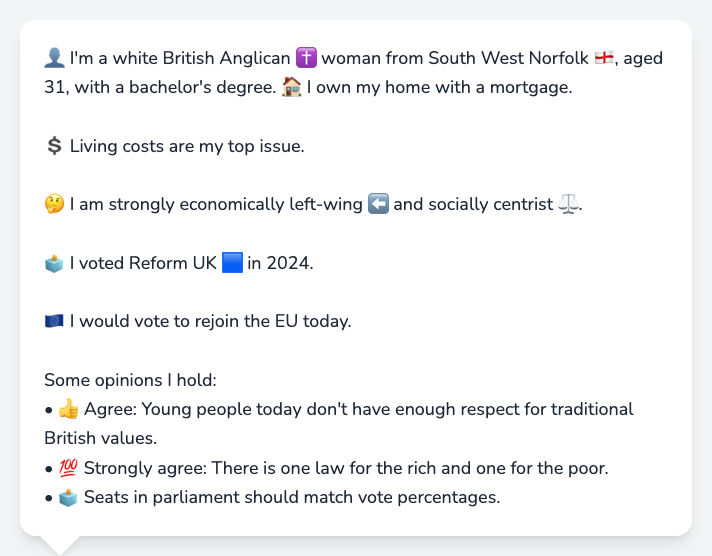 👤 I'm a white British Anglican ✝️ woman from South West Norfolk 🏴󠁧󠁢󠁥󠁮󠁧󠁿, aged
31, with a bachelor's degree. 🏠 I own my home with a mortgage.
💲 Living costs are my top issue.
🤔 I am strongly economically left-wing ⬅️ and socially centrist ⚖️.
🗳️ I voted Reform UK 🟦 in 2024.
🇪🇺 I would vote to rejoin the EU today.
Some opinions I hold:
• 👍 Agree: Young people today don't have enough respect for traditional
British values.
• 💯 Strongly agree: There is one law for the rich and one for the poor.
• 🗳️ Seats in parliament should match vote percentages.